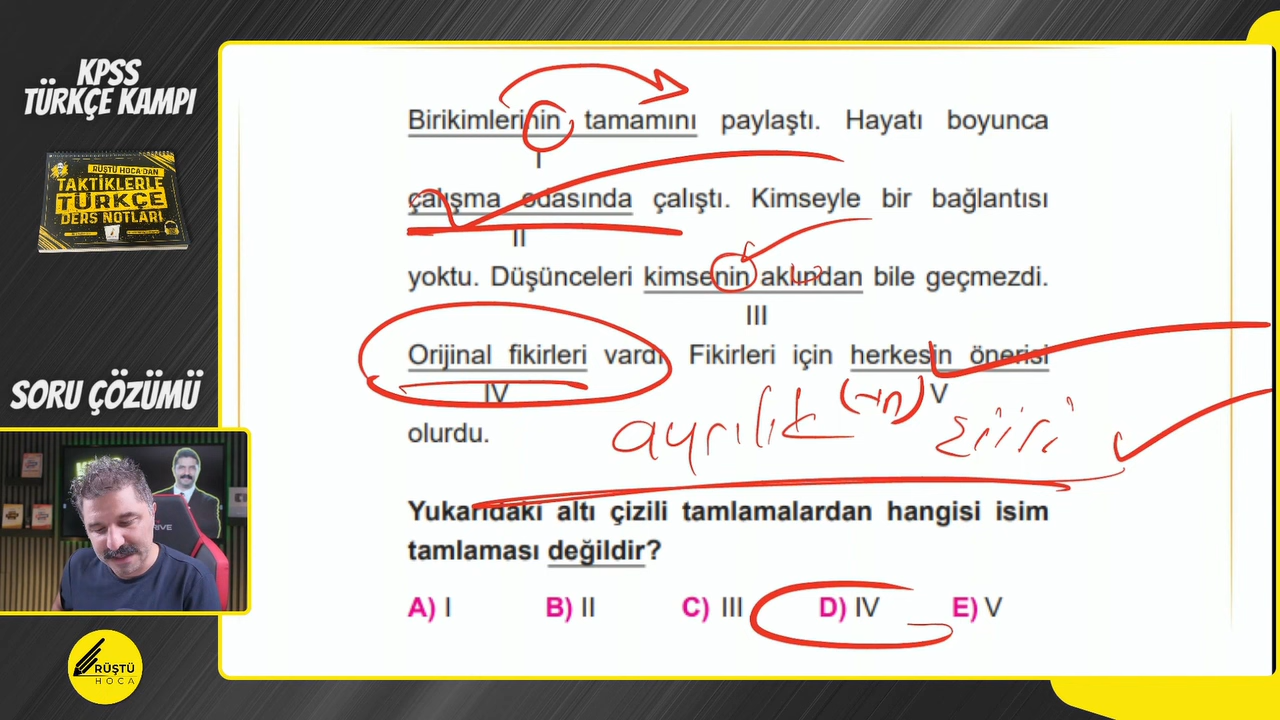 KPSS
TÜRKÇE KAMPI
RÜŞTÜ HOCA'DAN
TAKTİKLERLE
TÜRKÇE
DERS NOTLARI
SORU ÇÖZÜMÜ
RÜŞTÜ
HOCA
Birikimlerinin tamamını paylaştı. Hayatı boyunca
I
çalışma odasında çalıştı. Kimseyle bir bağlantısı
II
yoktu. Düşünceleri kimsenin aklından bile geçmezdi.
III
Orijinal fikirleri vardı. Fikirleri için herkesin önerisi
IV V
olurdu.
ayrılık (ın) şiiri
Yukarıdaki altı çizili tamlamalardan hangisi isim
tamlaması değildir?
A) I B) II C) III D) IV E) V